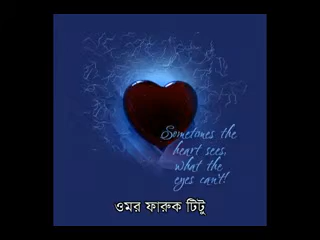 Sometimes the
heart sees,
what the
eyes can't!
ওমর ফারুক টিটু